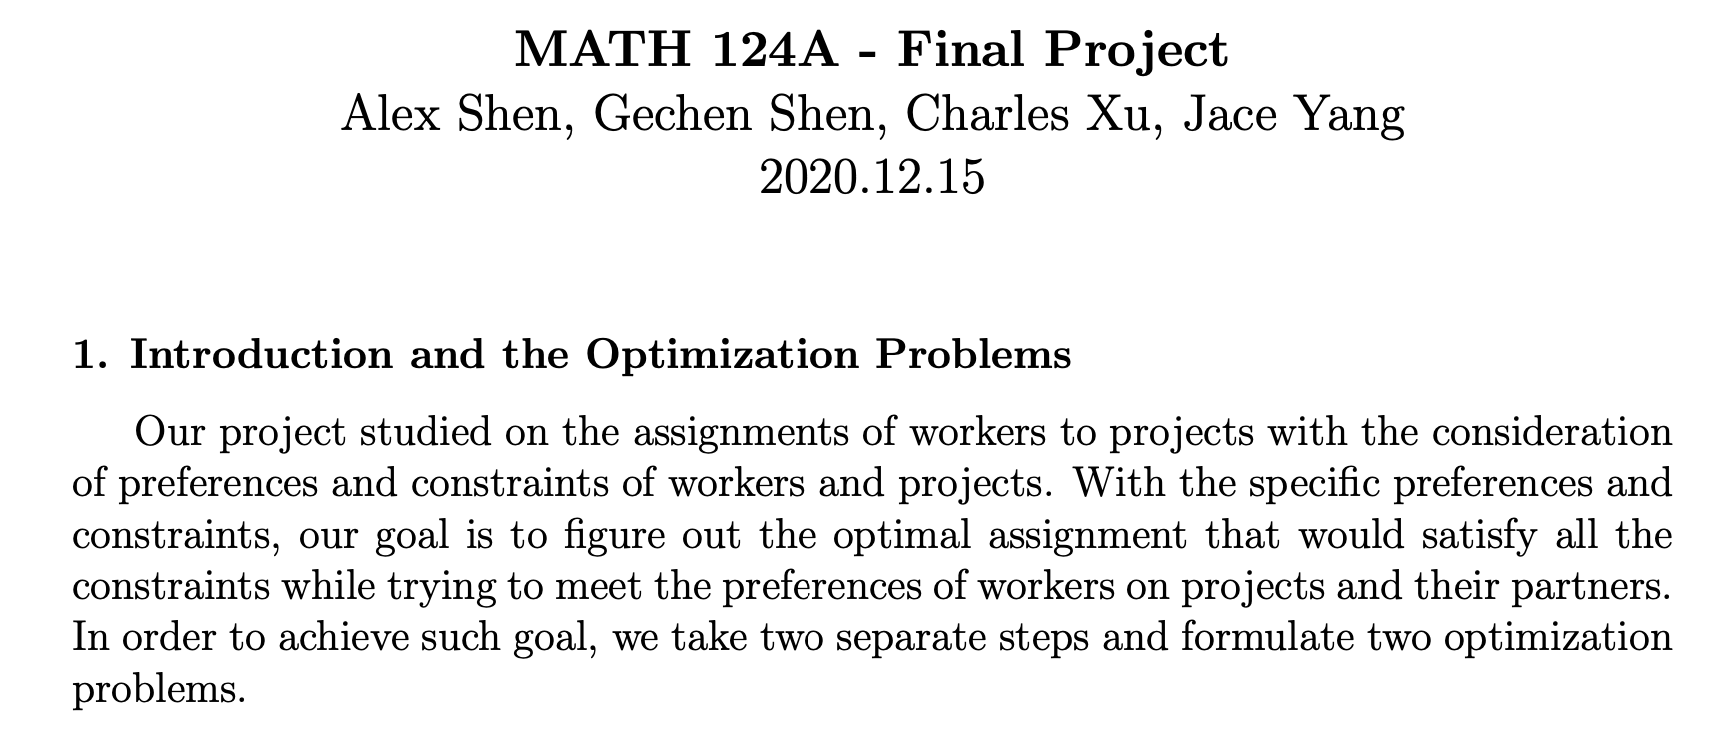 MATH 124A - Final Project
Alex Shen, Gechen Shen, Charles Xu, Jace Yang
2020.12.15
1. Introduction and the Optimization Problems
Our project studied on the assignments of workers to projects with the consideration
of preferences and constraints of workers and projects. With the specific preferences and
constraints, our goal is to figure out the optimal assignment that would satisfy all the
constraints while trying to meet the preferences of workers on projects and their partners.
In order to achieve such goal, we take two separate steps and formulate two optimization
problems.